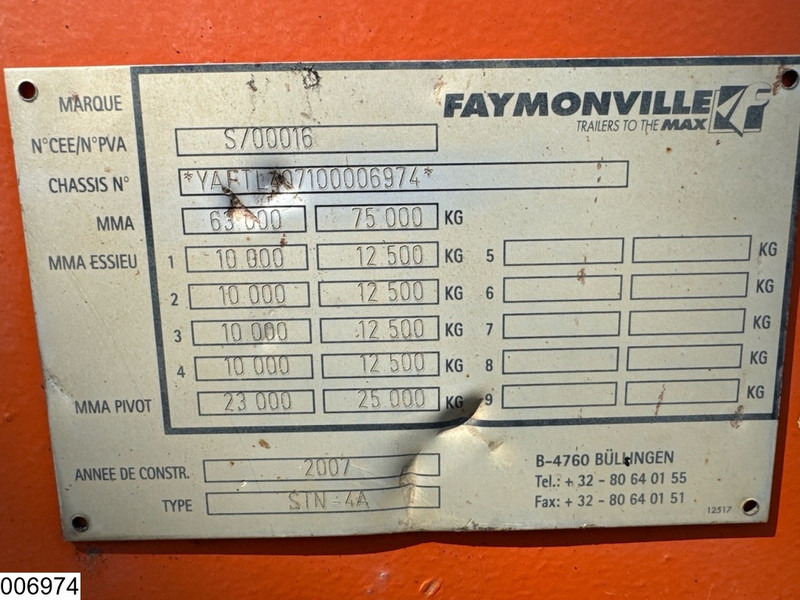 MARQUE FAYMONVILLE
TRAILERS TO THE MAX
N°CEE/N°PVA S/00016
CHASSIS N° *YAFTL407100006974*
MMA 63 000 75 000 KG
MMA ESSIEU 1 10 000 12 500 5 KG
2 10 000 12 500 6 KG
3 10 000 12 500 7 KG
4 10 000 12 500 KG 8 KG
MMA PIVOT 23 000 25 000 KG 9 KG
ANNEE DE CONSTR. 2007
TYPE STN-4A
B-4760 BÜLLINGEN
Tel.: + 32 - 80 64 01 55
Fax: + 32 - 80 64 01 51
12517
006974